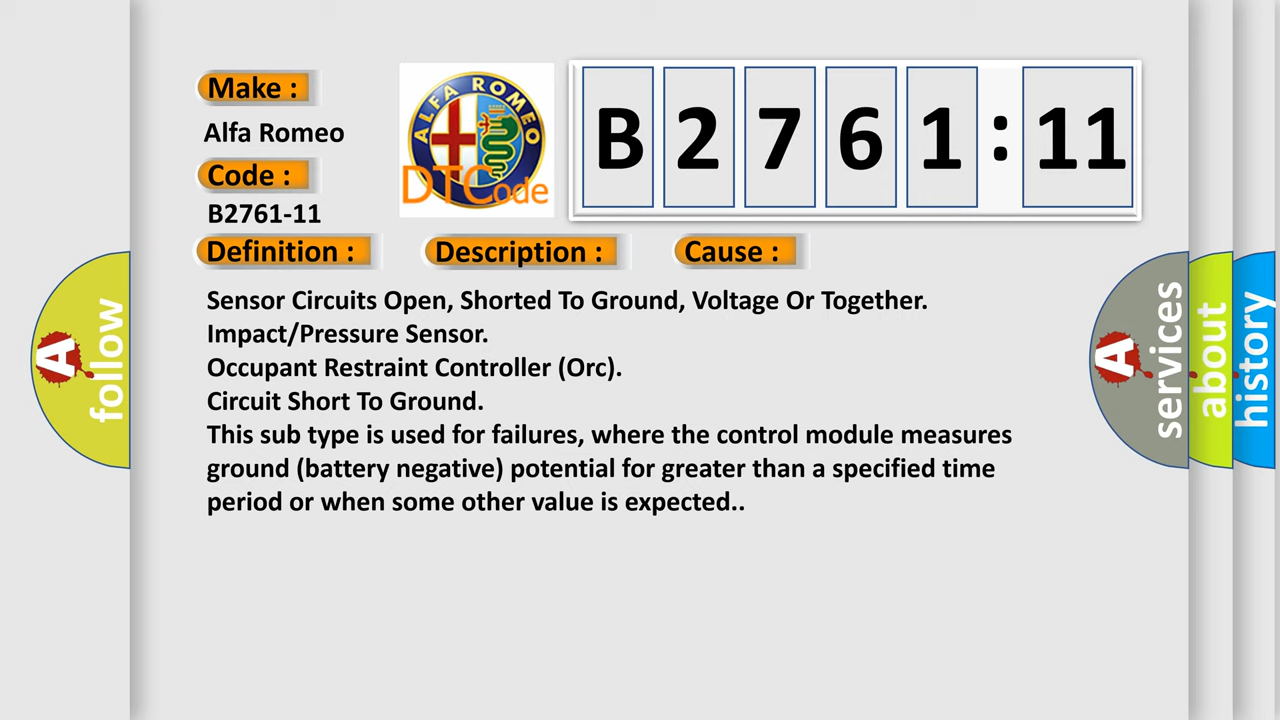 Make :
Alfa Romeo
Code :
B2761-11
ALFA ROMEO
DTCode
B 2 7 6 1 : 11
Definition :
Description :
Cause :
Sensor Circuits Open, Shorted To Ground, Voltage Or Together.
Impact/Pressure Sensor.
Occupant Restraint Controller (Orc).
Circuit Short To Ground.
This sub type is used for failures, where the control module measures
ground (battery negative) potential for greater than a specified time
period or when some other value is expected..
A follow
A services
about
history